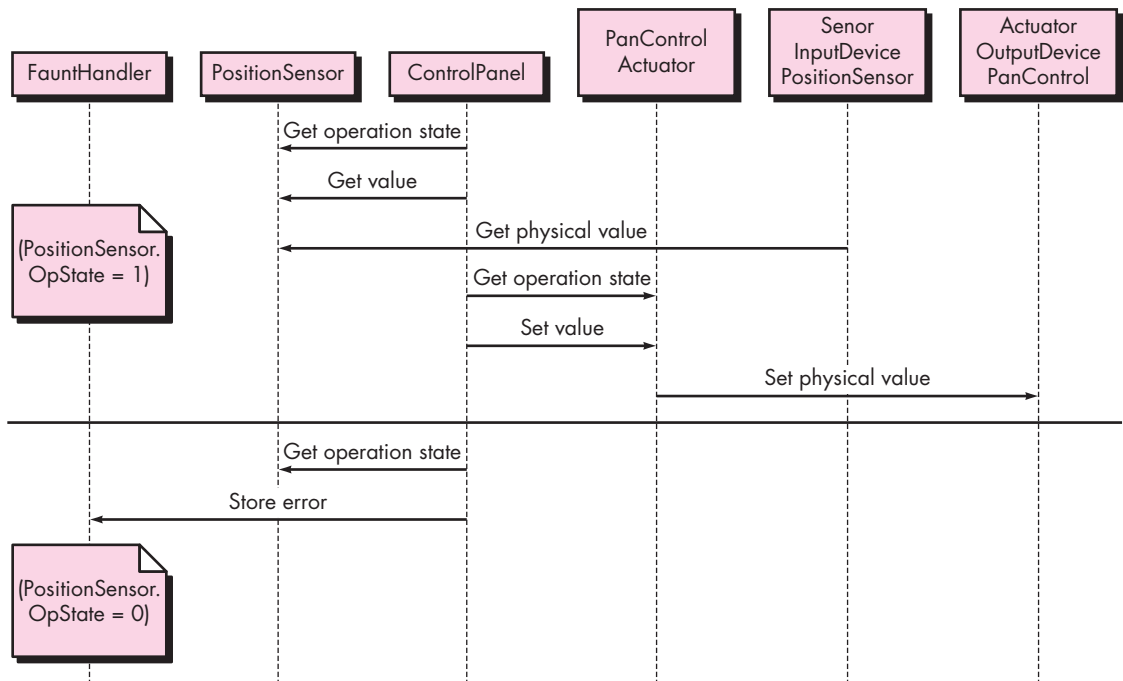 FauntHandler
PositionSensor
ControlPanel
PanControl
Actuator
Senor
InputDevice
PositionSensor
Actuator
OutputDevice
PanControl
Get operation state
Get value
(PositionSensor.
OpState = 1)
Get physical value
Get operation state
Set value
Set physical value
Get operation state
Store error
(PositionSensor.
OpState = 0)